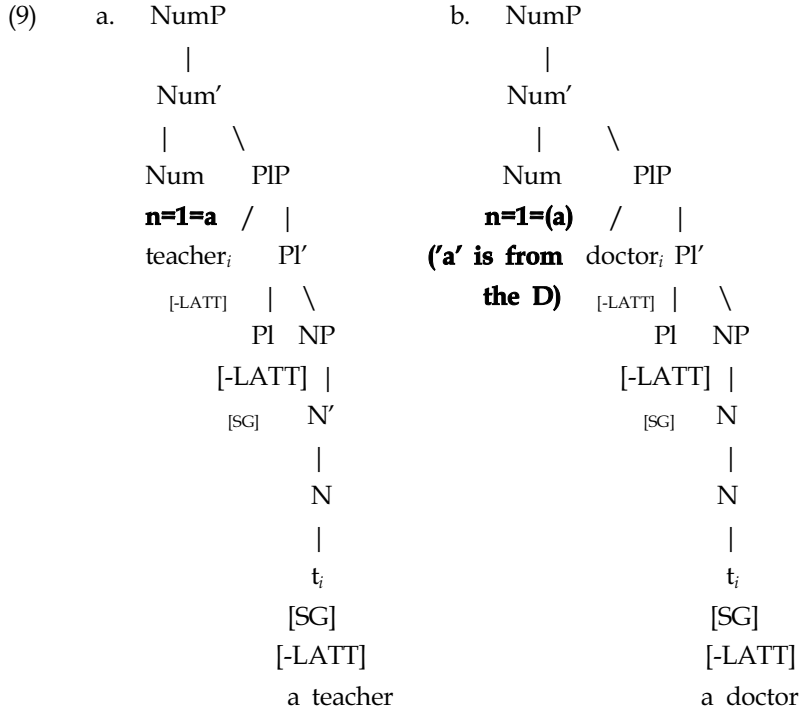 (9) a. NumP b. NumP
| |
Num' Num'
| \ | \
Num PlP Num PlP
n=1=a / | n=1=(a) / |
teacheri Pl' ('a' is from doctori Pl'
[-LATT] | \ the D) [-LATT] | \
Pl NP Pl NP
[-LATT] | [-LATT] |
[SG] N' [SG] N
| |
N N
| |
ti ti
[SG] [SG]
[-LATT] [-LATT]
a teacher a doctor